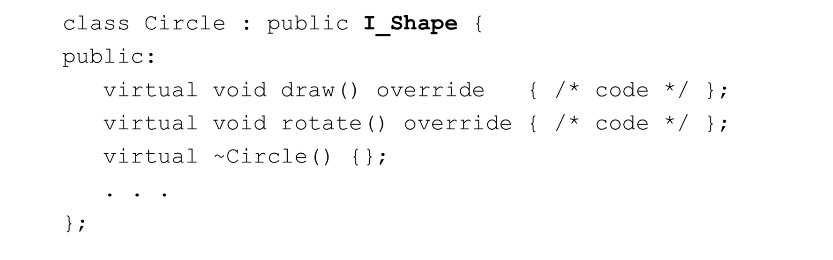 class Circle : public I_Shape {
public:
   virtual void draw() override   { /* code */ };
   virtual void rotate() override { /* code */ };
   virtual ~Circle() {};
   . . .
};